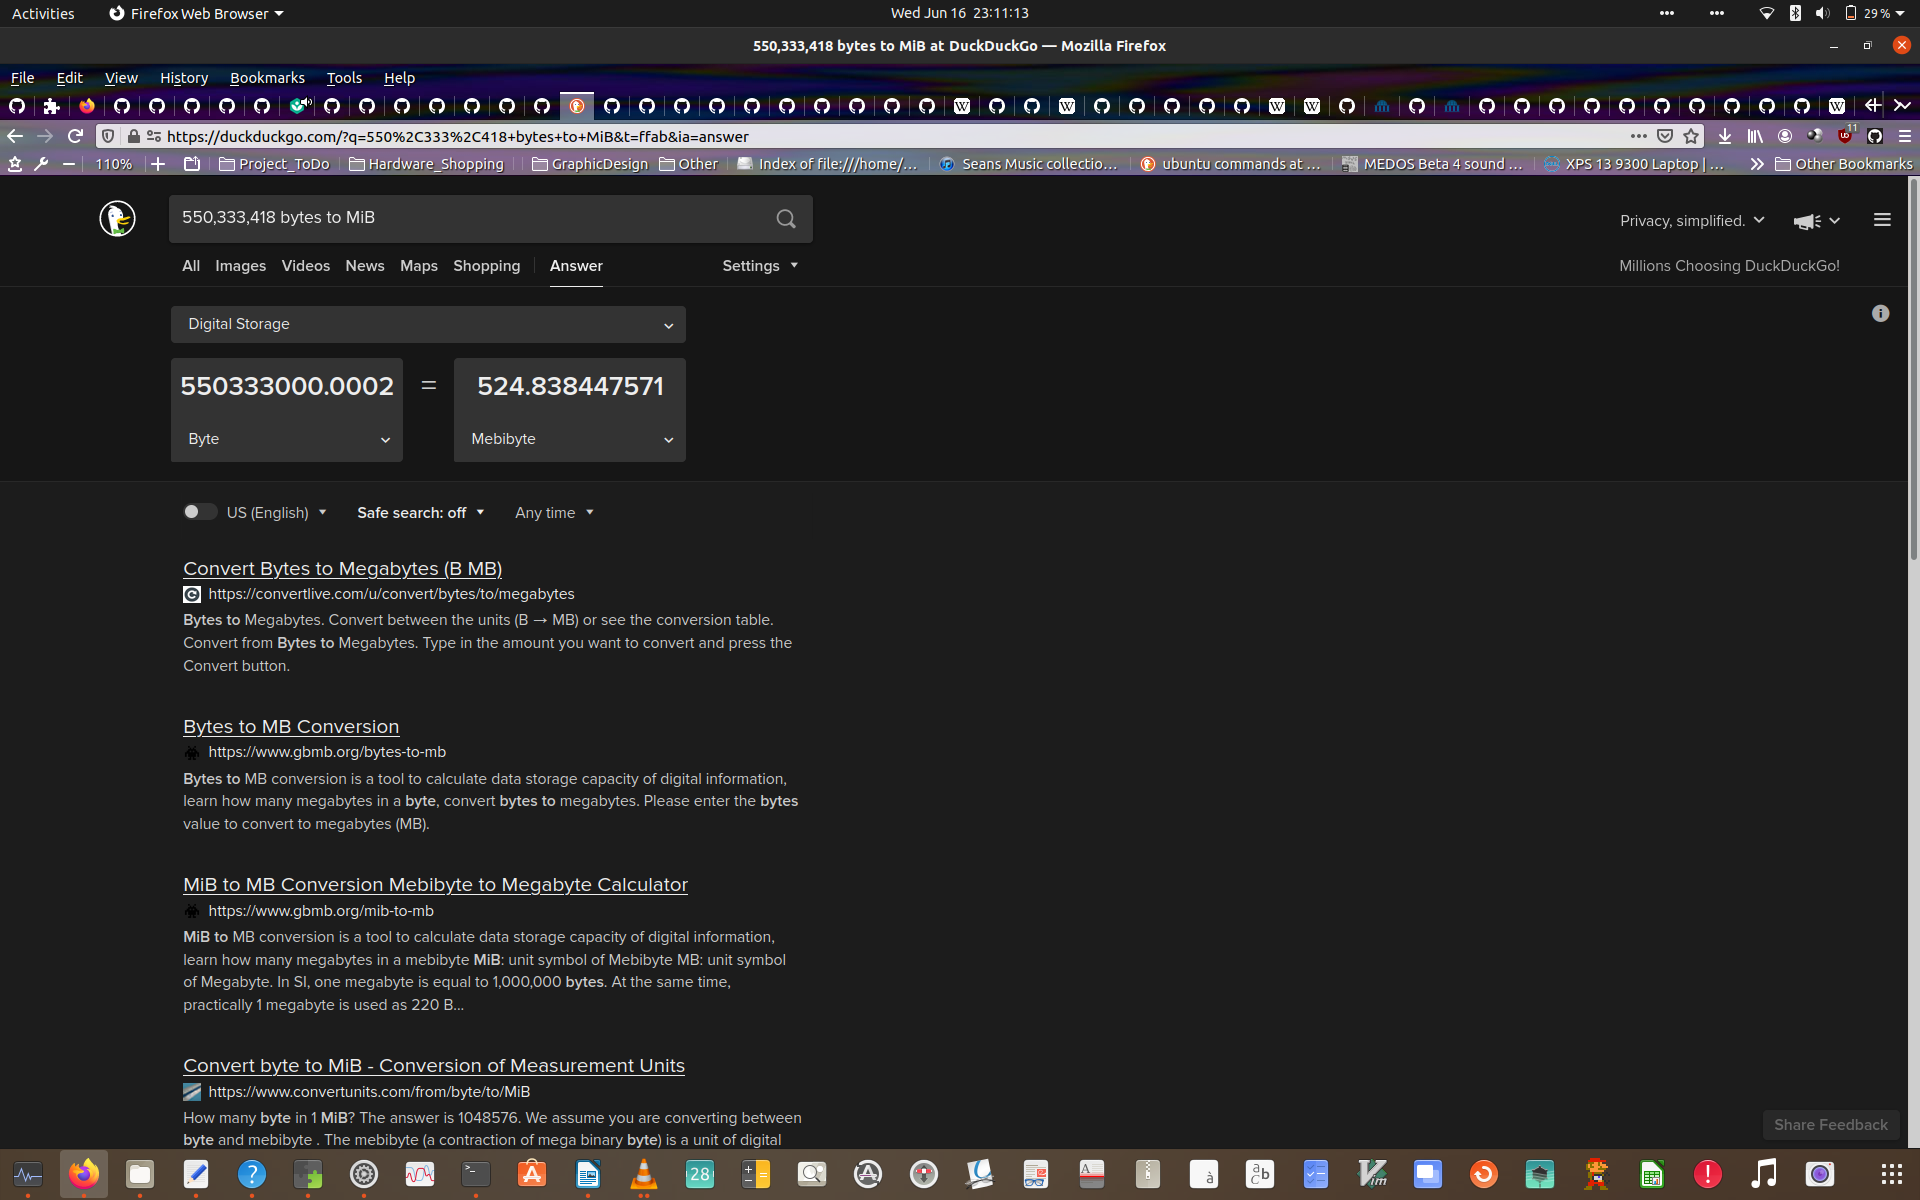 Activities
Firefox Web Browser
Wed Jun 16 23:11:13
29 %
550,333,418 bytes to MiB at DuckDuckGo — Mozilla Firefox
File Edit View History Bookmarks Tools Help
https://duckduckgo.com/?q=550%2C333%2C418+bytes+to+MiB&t=ffab&ia=answer
11
110%
Project_ToDo
Hardware_Shopping
GraphicDesign
Other
Index of file:///home/...
Seans Music collectio...
ubuntu commands at ...
MEDOS Beta 4 sound ...
XPS 13 9300 Laptop | ...
Other Bookmarks
550,333,418 bytes to MiB
Privacy, simplified.
All Images Videos News Maps Shopping Answer Settings
Millions Choosing DuckDuckGo!
Digital Storage
550333000.0002 = 524.838447571
Byte Mebibyte
US (English) Safe search: off Any time
Convert Bytes to Megabytes (B MB)
https://convertlive.com/u/convert/bytes/to/megabytes
Bytes to Megabytes. Convert between the units (B → MB) or see the conversion table.
Convert from Bytes to Megabytes. Type in the amount you want to convert and press the
Convert button.
Bytes to MB Conversion
https://www.gbmb.org/bytes-to-mb
Bytes to MB conversion is a tool to calculate data storage capacity of digital information,
learn how many megabytes in a byte, convert bytes to megabytes. Please enter the bytes
value to convert to megabytes (MB).
MiB to MB Conversion Mebibyte to Megabyte Calculator
https://www.gbmb.org/mib-to-mb
MiB to MB conversion is a tool to calculate data storage capacity of digital information,
learn how many megabytes in a mebibyte MiB: unit symbol of Mebibyte MB: unit symbol
of Megabyte. In SI, one megabyte is equal to 1,000,000 bytes. At the same time,
practically 1 megabyte is used as 220 B...
Convert byte to MiB - Conversion of Measurement Units
https://www.convertunits.com/from/byte/to/MiB
How many byte in 1 MiB? The answer is 1048576. We assume you are converting between
byte and mebibyte . The mebibyte (a contraction of mega binary byte) is a unit of digital
Share Feedback
28